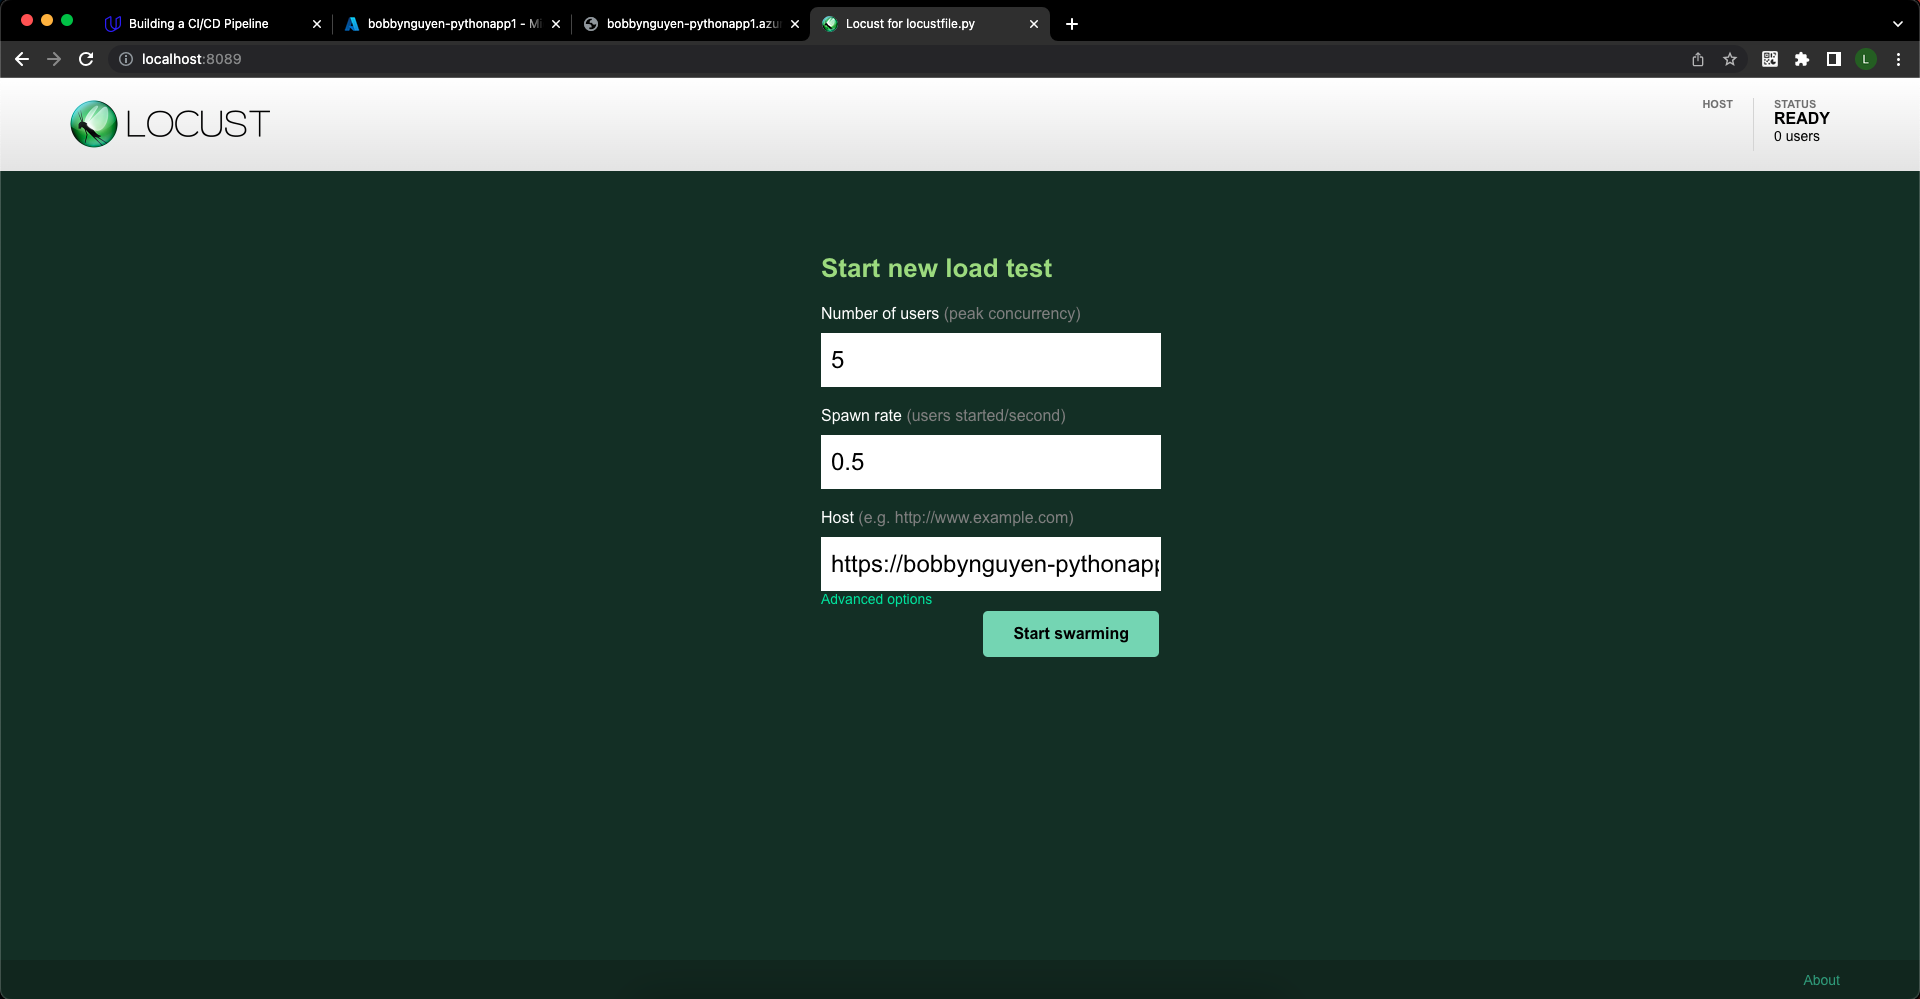 Building a CI/CD Pipeline
bobbynguyen-pythonapp1 - Mi
bobbynguyen-pythonapp1.azu
Locust for locustfile.py
localhost:8089
L
LOCUST
HOST
STATUS
READY
0 users
Start new load test
Number of users (peak concurrency)
5
Spawn rate (users started/second)
0.5
Host (e.g. http://www.example.com)
https://bobbynguyen-pythonapp
Advanced options
Start swarming
About